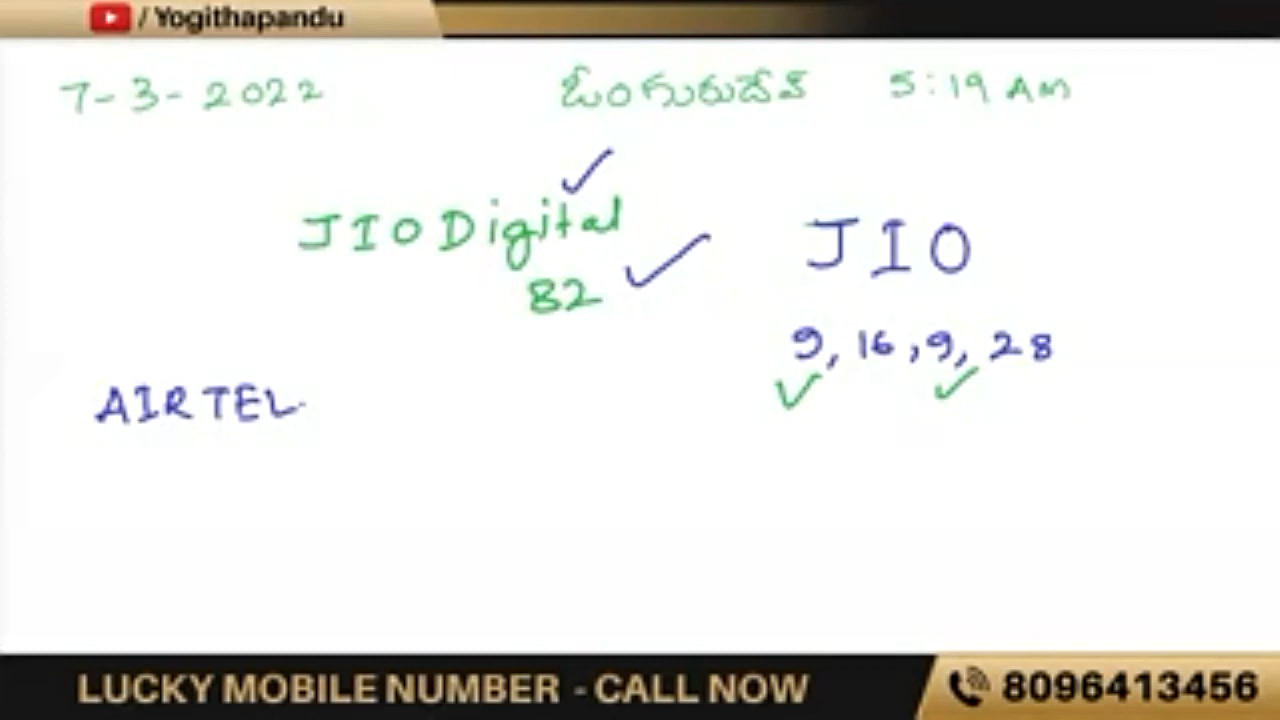 / Yogithapandu
7-3-2022 ఓంగురుదేవ్ 5:19 Am
JIO Digital
82
JIO
9, 16, 9, 28
AIRTEL
LUCKY MOBILE NUMBER - CALL NOW 8096413456